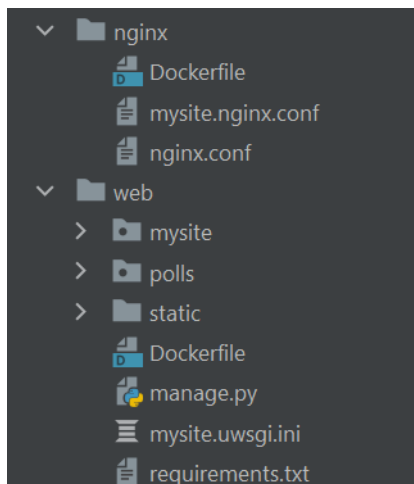 nginx
Dockerfile
mysite.nginx.conf
nginx.conf
web
mysite
polls
static
Dockerfile
manage.py
mysite.uwsgi.ini
requirements.txt